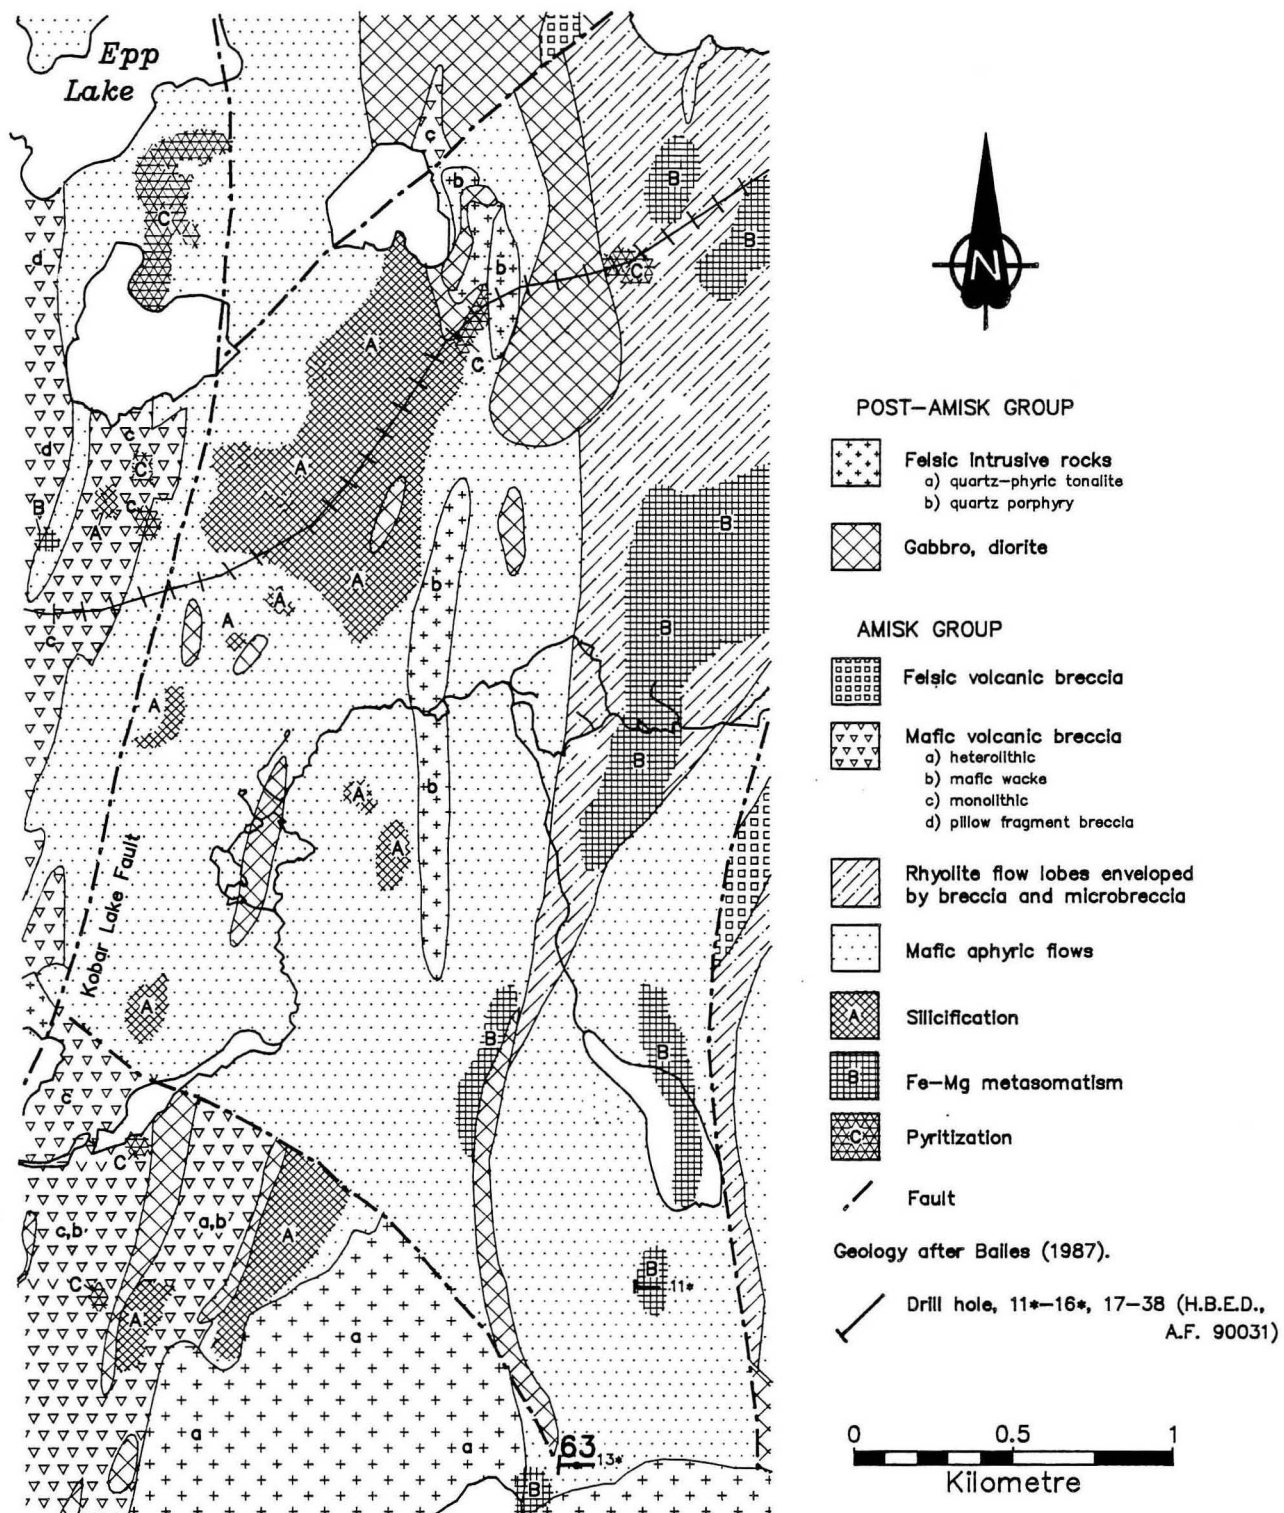 Epp
Lake
c
b
B
B
C
d
b
C
A
C
c
d
C
A
B
c
B
A
b
A
A
A
B
c
A
B
b
A
A
Kobar Lake Fault
A
B
B
c
C
c,b
a,b
A
B
C
11*
A
a
a
a
63
13*
B
N
POST-AMISK GROUP
Felsic intrusive rocks
a) quartz-phyric tonalite
b) quartz porphyry
Gabbro, diorite
AMISK GROUP
Felsic volcanic breccia
Mafic volcanic breccia
a) heterolithic
b) mafic wacke
c) monolithic
d) pillow fragment breccia
Rhyolite flow lobes enveloped
by breccia and microbreccia
Mafic aphyric flows
A Silicification
B Fe-Mg metasomatism
C Pyritization
Fault
Geology after Bailes (1987).
Drill hole, 11*-16*, 17-38 (H.B.E.D.,
A.F. 90031)
0 0.5 1
Kilometre